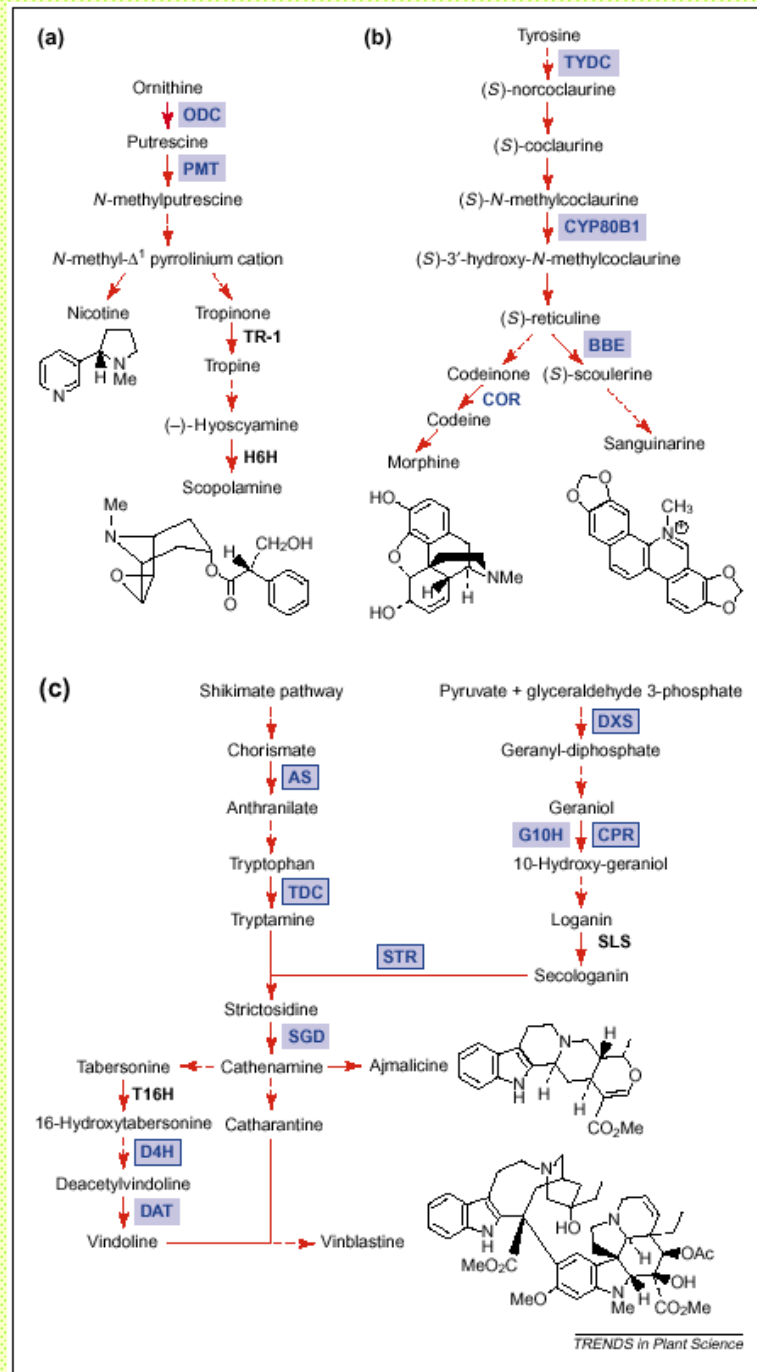 (a)
Ornithine
ODC
Putrescine
PMT
N-methylputrescine
N-methyl-Δ¹ pyrrolinium cation
Nicotine
Tropinone
TR-1
Tropine
(–)-Hyoscyamine
H6H
Scopolamine
N
H
N
Me
Me
N
O
H
CH₂OH
O
O
(b)
Tyrosine
TYDC
(S)-norcoclaurine
(S)-coclaurine
(S)-N-methylcoclaurine
CYP80B1
(S)-3′-hydroxy-N-methylcoclaurine
(S)-reticuline
BBE
Codeinone
(S)-scoulerine
COR
Codeine
Morphine
Sanguinarine
HO
O
HO
H
H
NMe
O
O
CH₃
N
+
O
O
(c)
Shikimate pathway
Chorismate
AS
Anthranilate
Tryptophan
TDC
Tryptamine
Pyruvate + glyceraldehyde 3-phosphate
DXS
Geranyl-diphosphate
Geraniol
G10H
CPR
10-Hydroxy-geraniol
Loganin
SLS
Secologanin
STR
Strictosidine
SGD
Tabersonine
Cathenamine
Ajmalicine
T16H
16-Hydroxytabersonine
Catharantine
D4H
Deacetylvindoline
DAT
Vindoline
Vinblastine
N
H
N
H
H
H
O
CO₂Me
N
OH
N
H
MeO₂C
MeO
N
H
OAc
N
Me
H
OH
CO₂Me
TRENDS in Plant Science